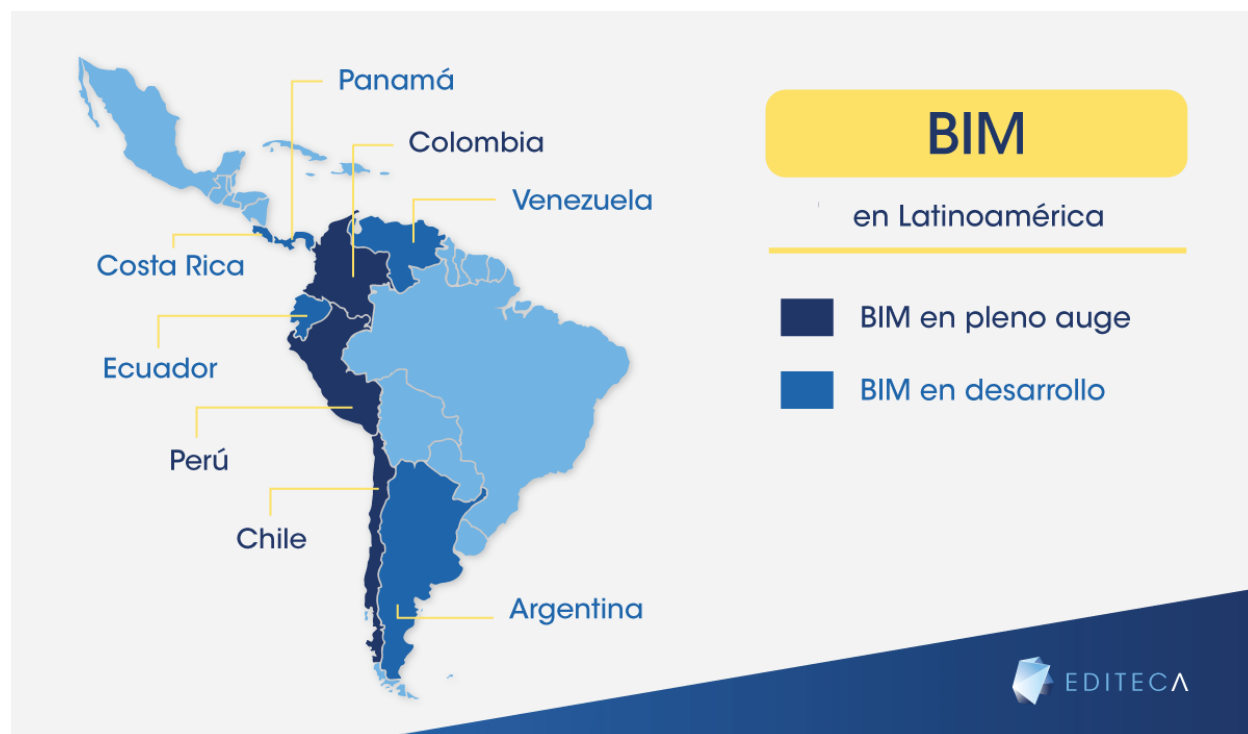 Panamá
Colombia
Venezuela
Costa Rica
Ecuador
Perú
Chile
Argentina
BIM
en Latinoamérica
BIM en pleno auge
BIM en desarrollo
EDITECA